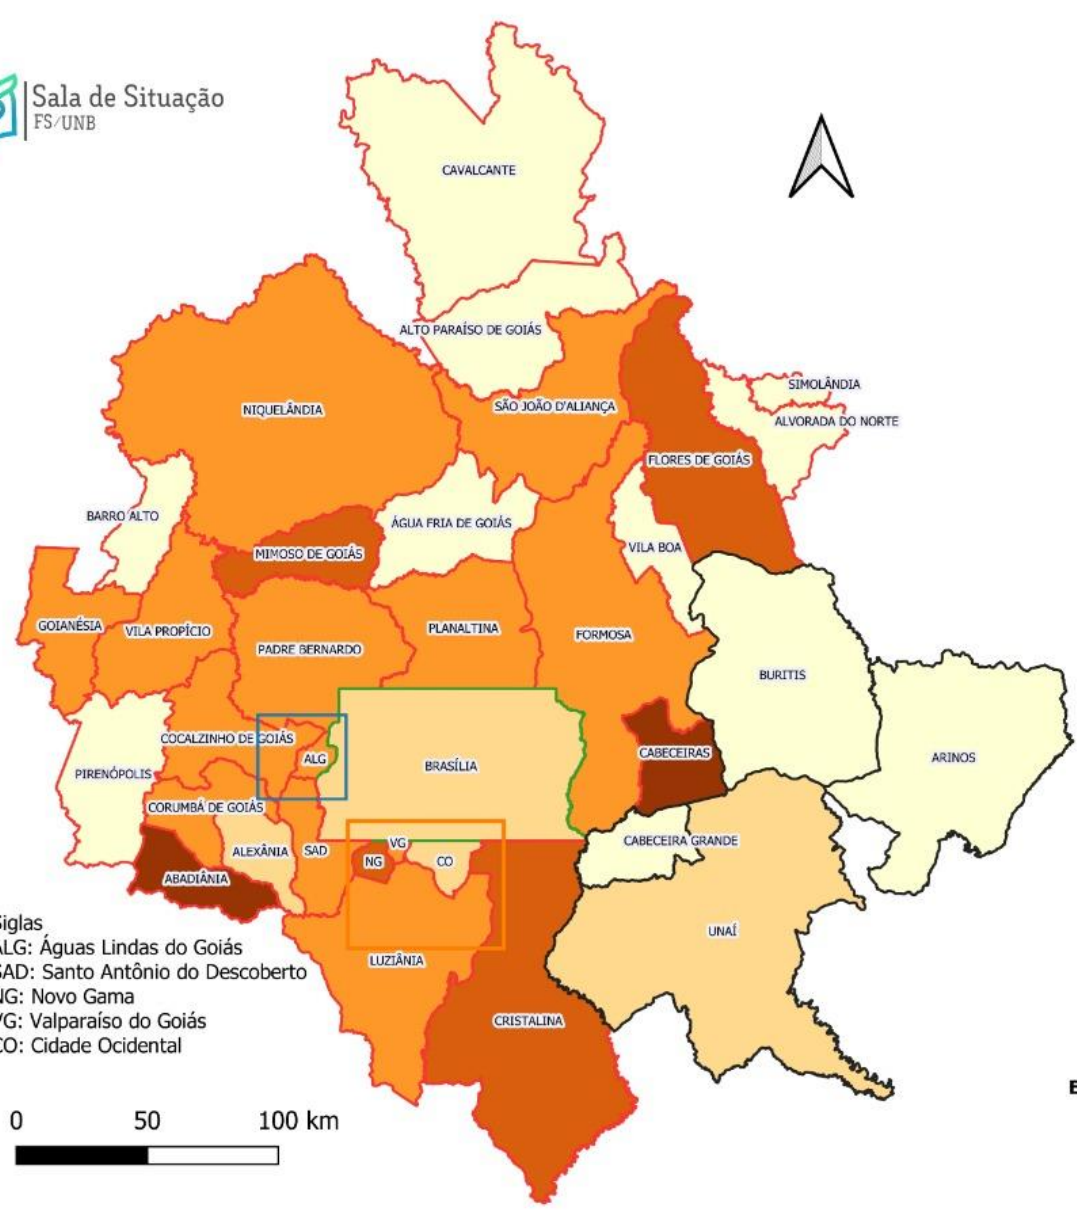 Sala de Situação
FS/UNB
CAVALCANTE
ALTO PARAÍSO DE GOIÁS
SIMOLÂNDIA
NIQUELÂNDIA
SÃO JOÃO D'ALIANÇA
ALVORADA DO NORTE
FLORES DE GOIÁS
BARRO ALTO
ÁGUA FRIA DE GOIÁS
MIMOSO DE GOIÁS
VILA BOA
GOIANÉSIA
VILA PROPÍCIO
PLANALTINA
FORMOSA
PADRE BERNARDO
BURITIS
COCALZINHO DE GOIÁS
ALG
BRASÍLIA
CABECEIRAS
ARINOS
PIRENÓPOLIS
CORUMBÁ DE GOIÁS
VG
CABECEIRA GRANDE
ALEXÂNIA
SAD
NG
CO
ABADIÂNIA
UNAÍ
LUZIÂNIA
CRISTALINA
Siglas
ALG: Águas Lindas do Goiás
SAD: Santo Antônio do Descoberto
NG: Novo Gama
VG: Valparaíso do Goiás
CO: Cidade Ocidental
0 50 100 km
E